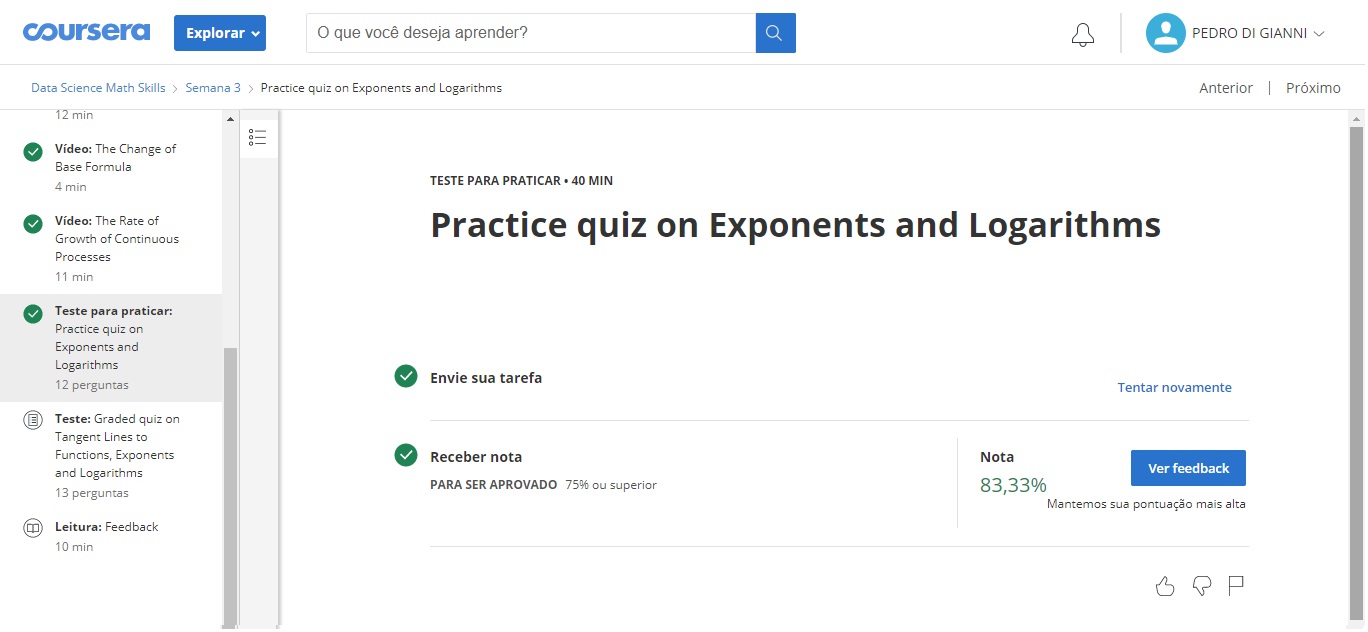 coursera
Explorar
O que você deseja aprender?
PEDRO DI GIANNI
Data Science Math Skills
Semana 3
Practice quiz on Exponents and Logarithms
Anterior | Próximo
12 min
Vídeo: The Change of
Base Formula
4 min
Vídeo: The Rate of
Growth of Continuous
Processes
11 min
Teste para praticar:
Practice quiz on
Exponents and
Logarithms
12 perguntas
Teste: Graded quiz on
Tangent Lines to
Functions, Exponents
and Logarithms
13 perguntas
Leitura: Feedback
10 min
TESTE PARA PRATICAR • 40 MIN
Practice quiz on Exponents and Logarithms
Envie sua tarefa
Tentar novamente
Receber nota
PARA SER APROVADO 75% ou superior
Nota
83,33%
Ver feedback
Mantemos sua pontuação mais alta